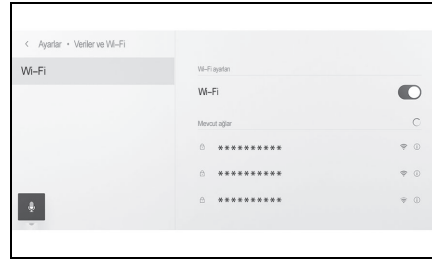 Ayarlar • Veriler ve Wi–Fi
Wi–Fi
Wi–Fi ayarları
Wi–Fi
Mevcut ağlar
**********
**********
**********